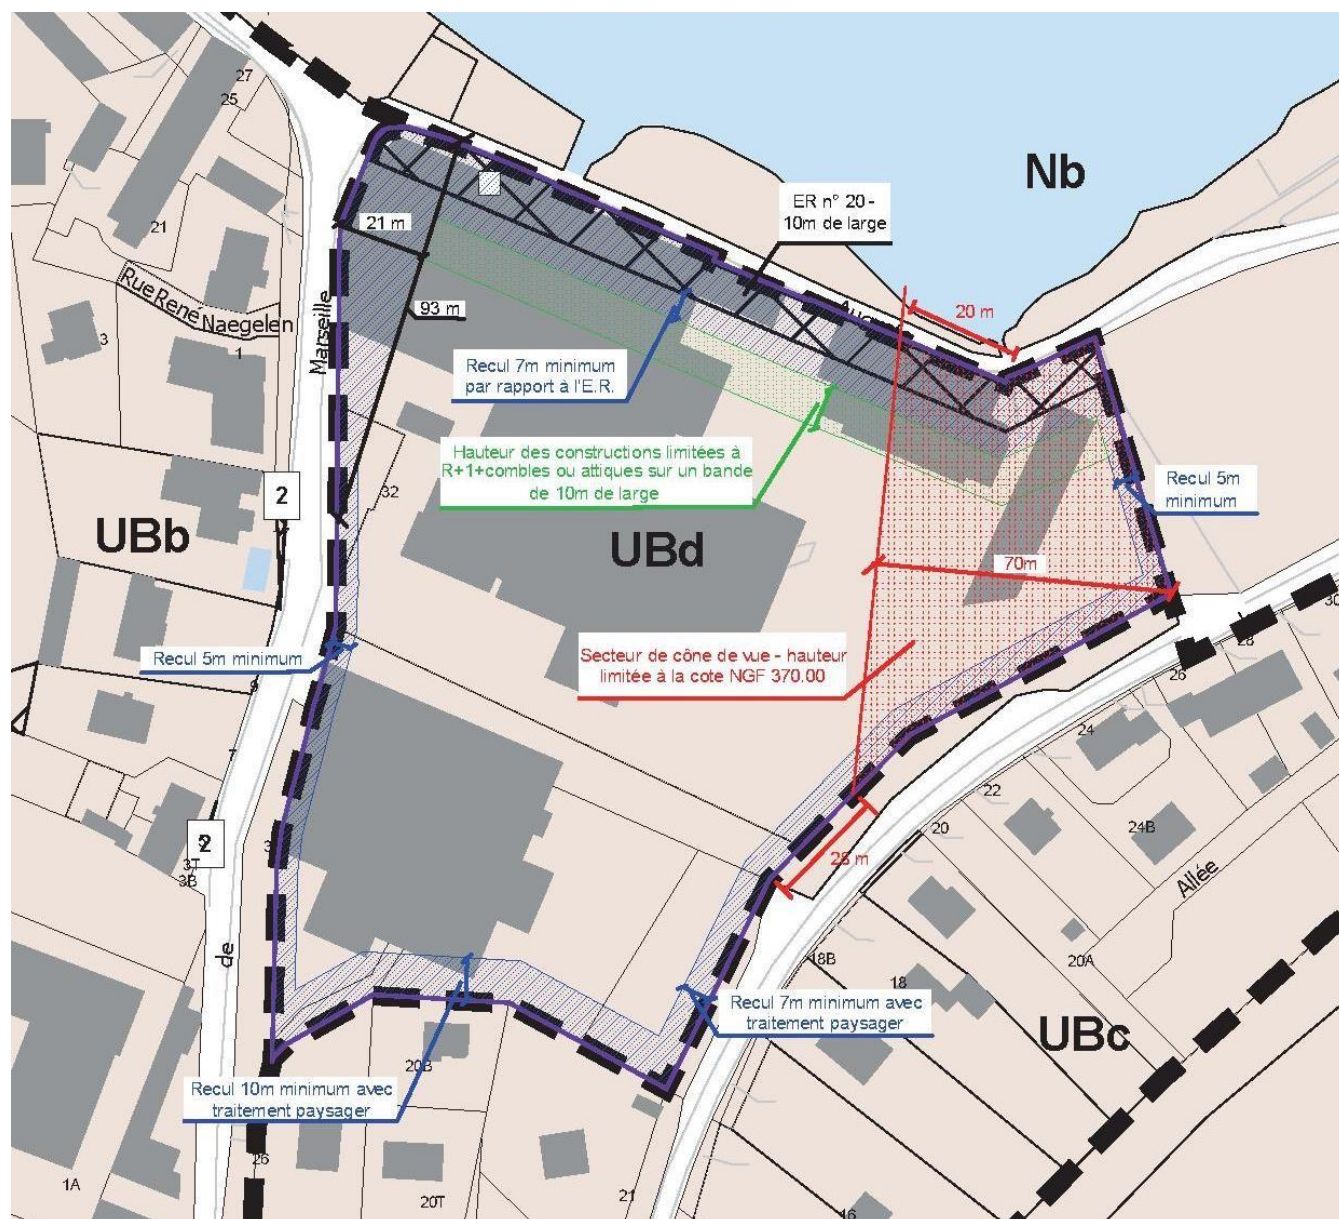 27
25
21
Rue René
Naegelen
3
1
Marseille
21 m
93 m
ER n° 20 -
10m de large
Nb
20 m
Recul 7m minimum
par rapport à l'E.R.
Hauteur des constructions limitées à
R+1+combles ou attiques sur un bande
de 10m de large
Recul 5m
minimum
2
32
UBb
UBd
70m
30
28
26
Recul 5m minimum
Secteur de cône de vue - hauteur
limitée à la cote NGF 370.00
9
7
24
22
20
24B
2
3T
3B
Allée
de
18B
18
20A
Recul 7m minimum avec
traitement paysager
UBc
20B
Recul 10m minimum avec
traitement paysager
26
1A
20T
21
16